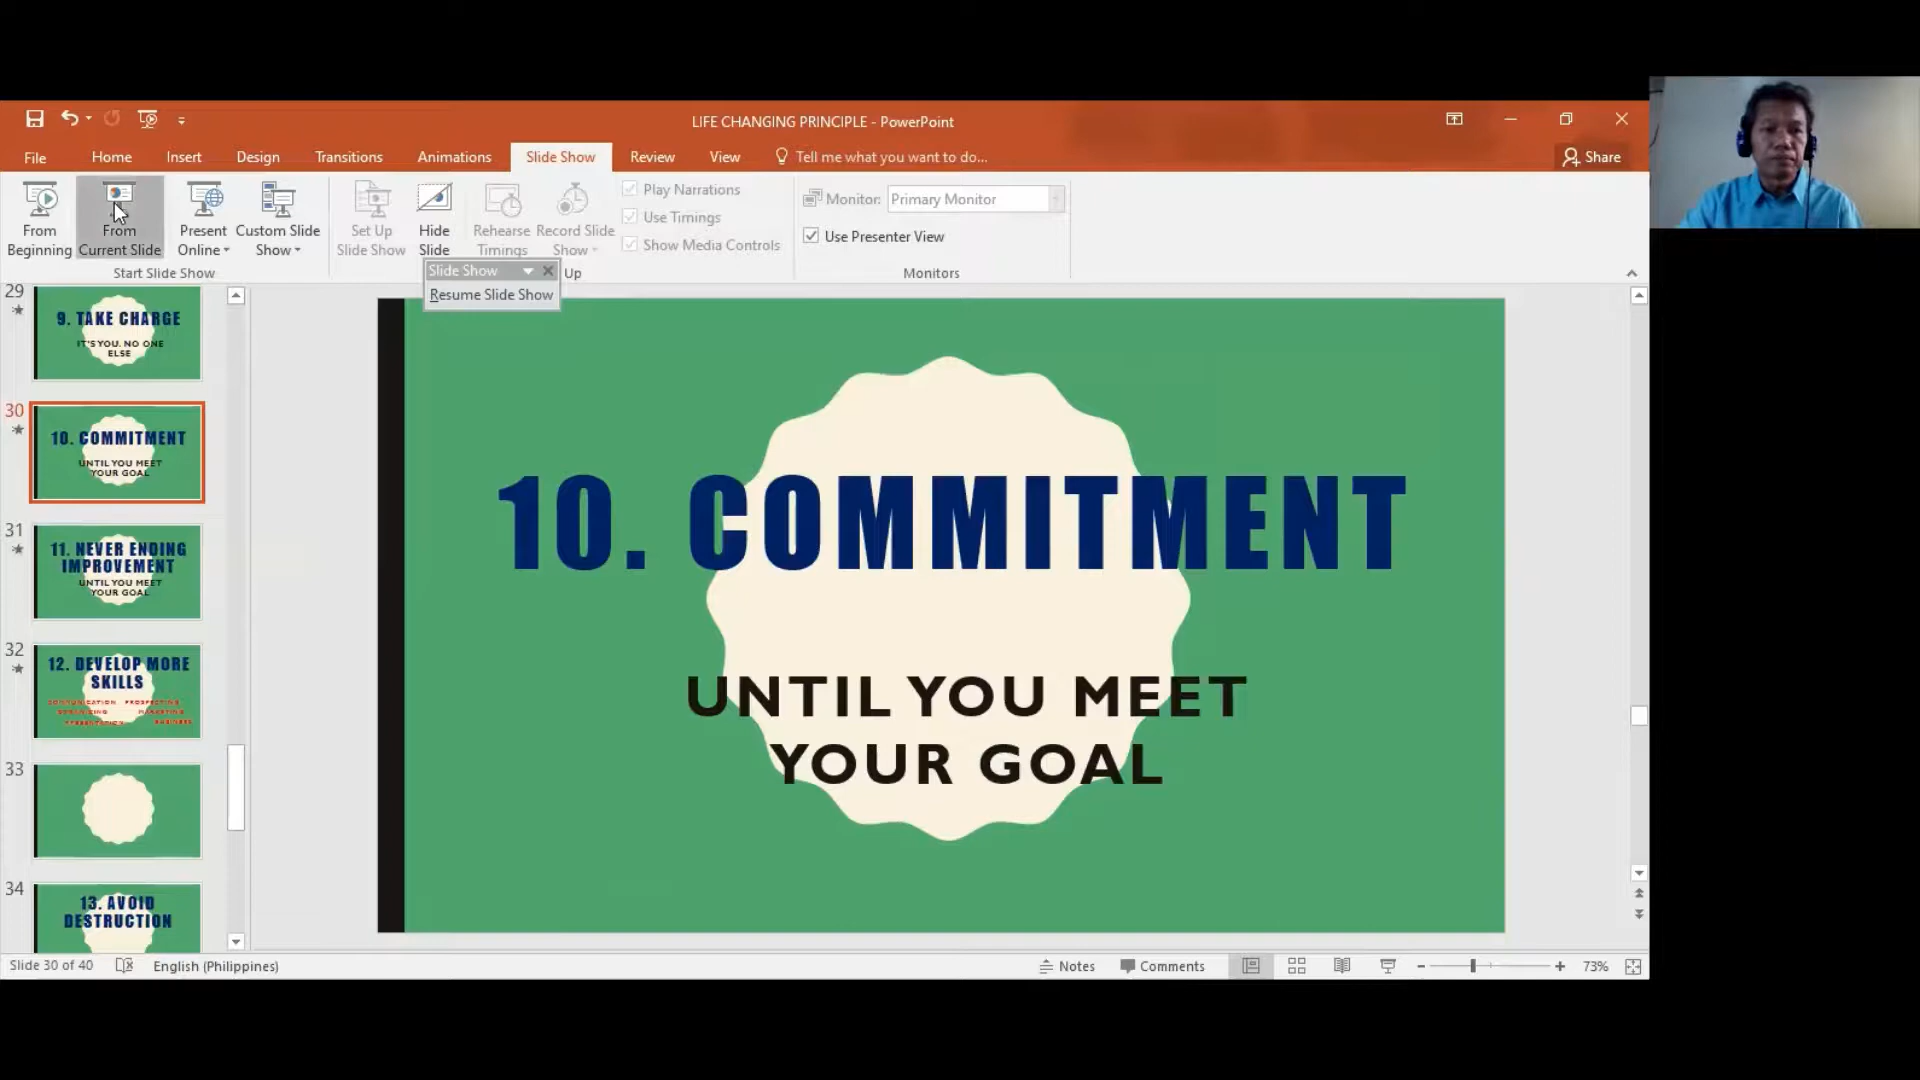 LIFE CHANGING PRINCIPLE - PowerPoint
File Home Insert Design Transitions Animations Slide Show Review View Tell me what you want to do... Share
From Beginning
From Current Slide
Present Online
Custom Slide Show
Set Up Slide Show
Hide Slide
Rehearse Timings
Record Slide Show
Play Narrations
Use Timings
Show Media Controls
Monitor: Primary Monitor
Use Presenter View
Start Slide Show
Up
Monitors
Slide Show
Resume Slide Show
29
9. TAKE CHARGE
IT'S YOU. NO ONE
ELSE
30
10. COMMITMENT
UNTIL YOU MEET
YOUR GOAL
31
11. NEVER ENDING
IMPROVEMENT
UNTIL YOU MEET
YOUR GOAL
32
12. DEVELOP MORE
SKILLS
COMMUNICATION PROSPECTING
MARKETING
PRESENTATION BUSINESS
33
34
13. AVOID
DESTRUCTION
10. COMMITMENT
UNTIL YOU MEET
YOUR GOAL
Slide 30 of 40 English (Philippines) Notes Comments 73%